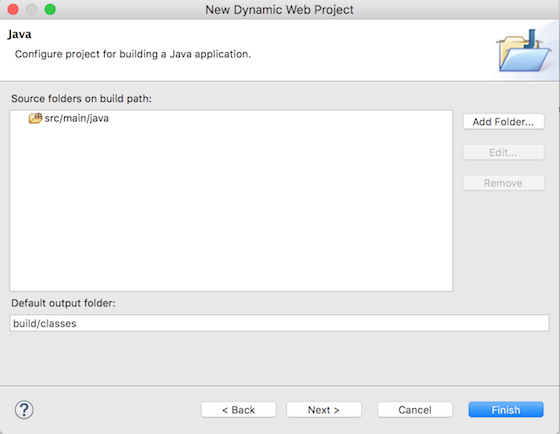 New Dynamic Web Project
Java
Configure project for building a Java application.
Source folders on build path:
src/main/java
Add Folder...
Edit...
Remove
Default output folder:
build/classes
?
< Back
Next >
Cancel
Finish